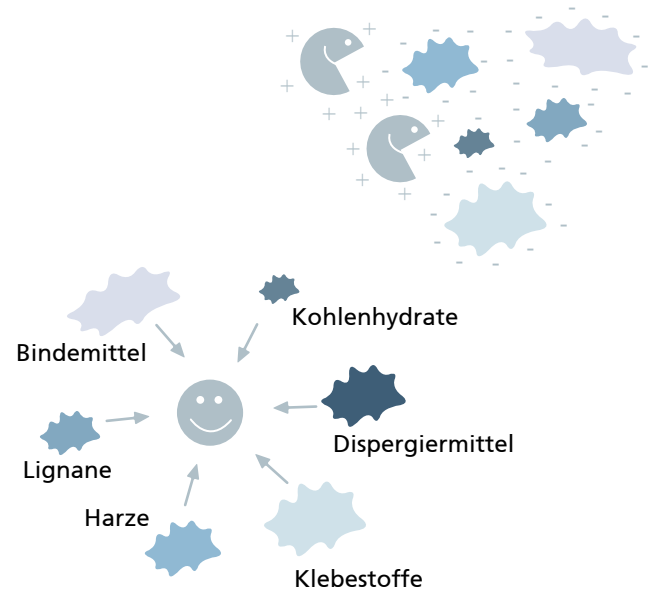 Kohlenhydrate
Bindemittel
Dispergiermittel
Lignane
Harze
Klebestoffe